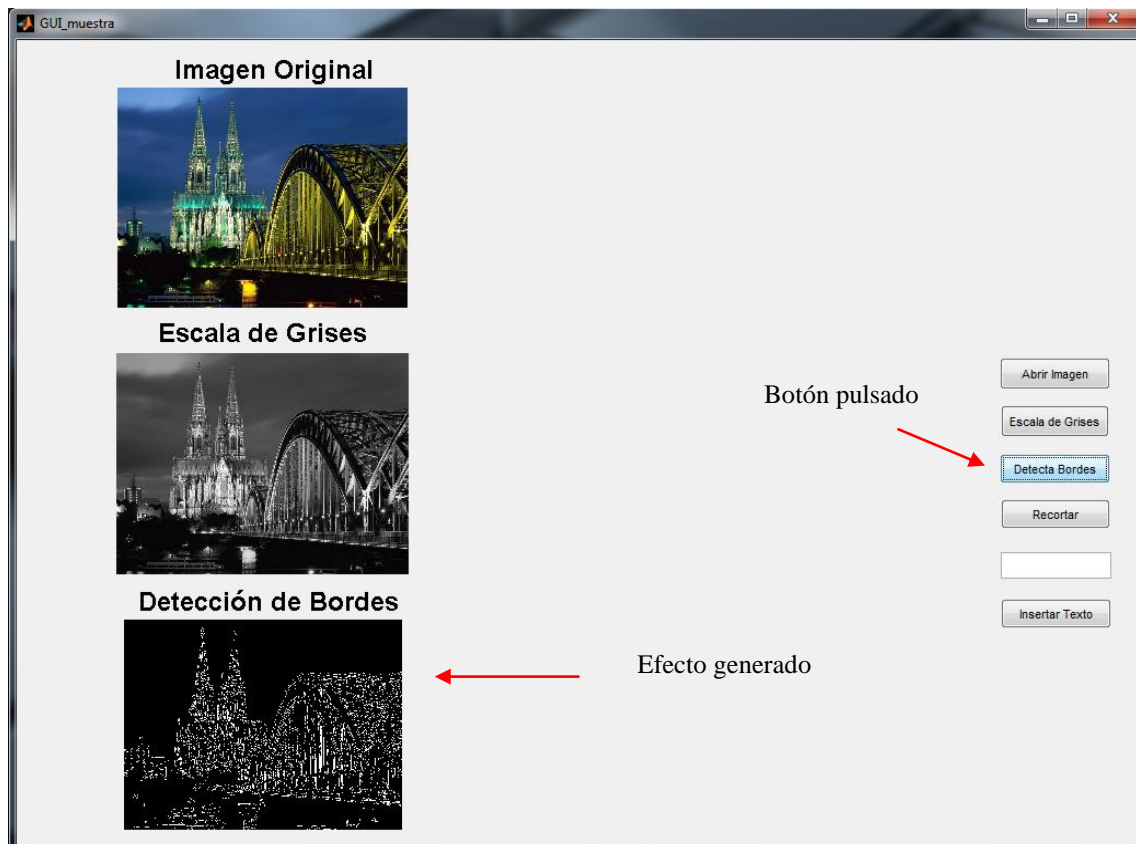 GUI_muestra
Imagen Original
Escala de Grises
Abrir Imagen
Botón pulsado
Escala de Grises
Detecta Bordes
Recortar
Detección de Bordes
Insertar Texto
Efecto generado